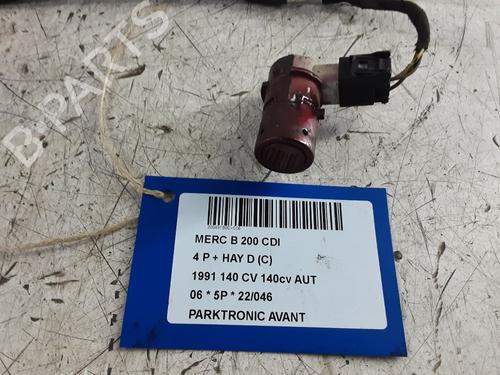 B-PARTS
MERC B 200 CDI
4 P + HAY D (C)
1991 140 CV 140cv AUT
06 * 5P * 22/046
PARKTRONIC AVANT